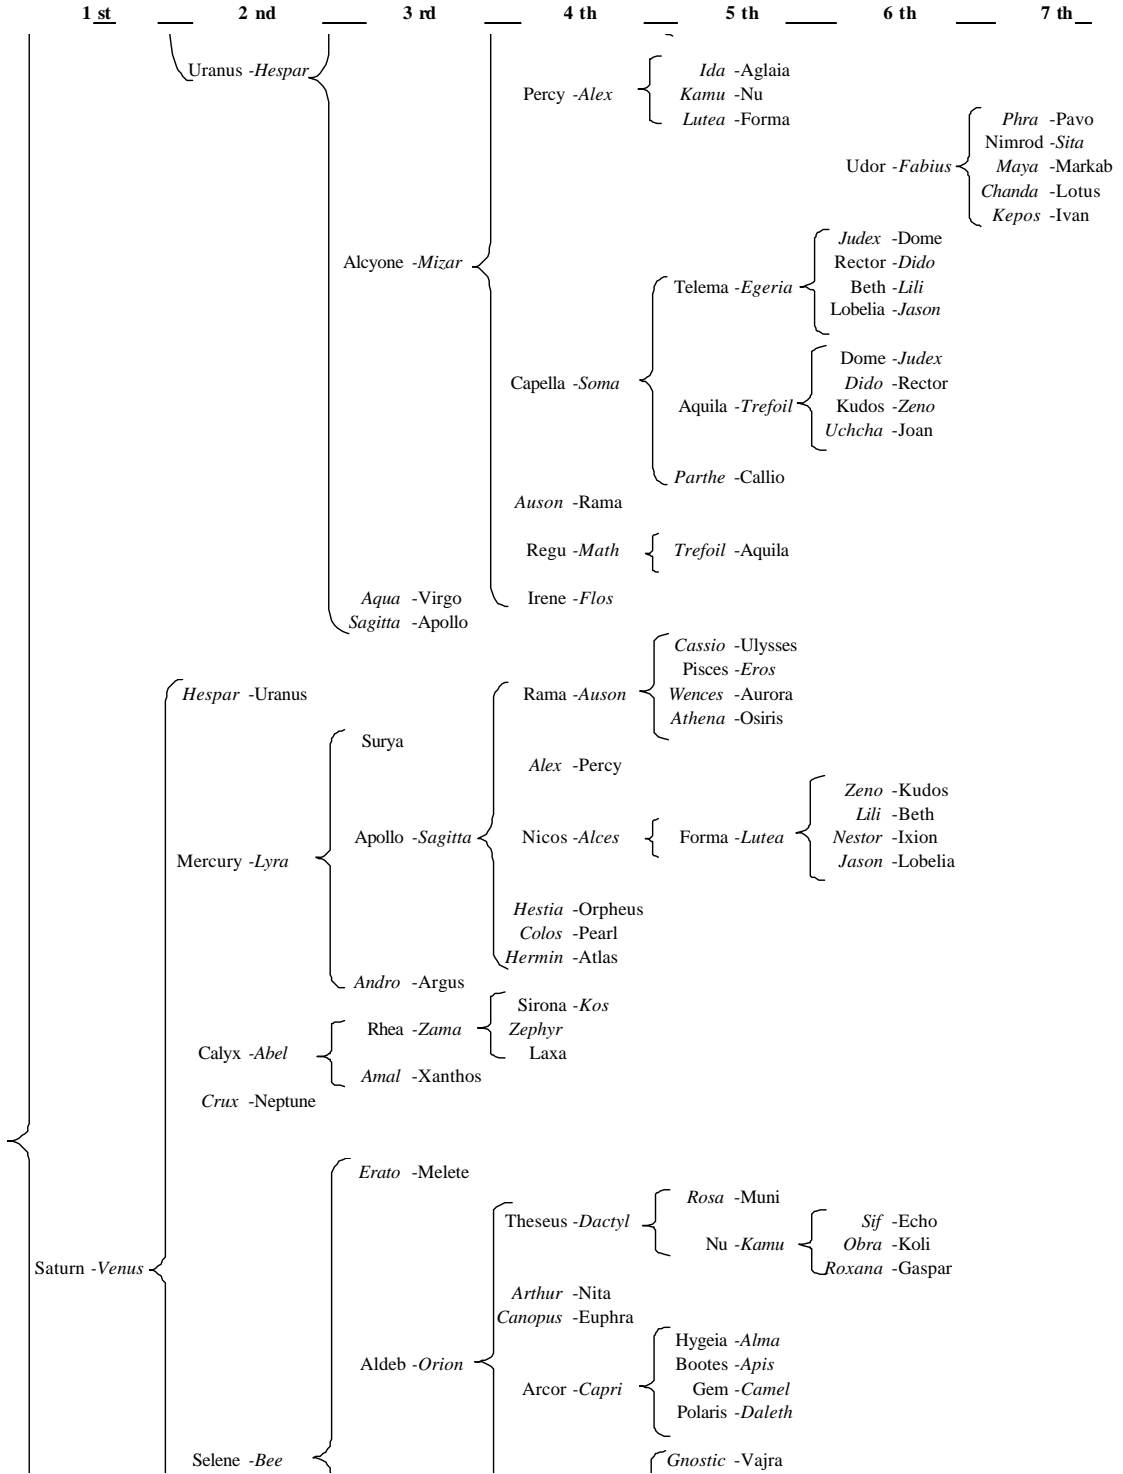 1 st 2 nd 3 rd 4 th 5 th 6 th 7 th
Uranus -Hespar
Ida -Aglaia
Percy -Alex
Kamu -Nu
Lutea -Forma
Phra -Pavo
Nimrod -Sita
Udor -Fabius
Maya -Markab
Chanda -Lotus
Kepos -Ivan
Judex -Dome
Alcyone -Mizar
Rector -Dido
Telema -Egeria
Beth -Lili
Lobelia -Jason
Dome -Judex
Capella -Soma
Dido -Rector
Aquila -Trefoil
Kudos -Zeno
Uchcha -Joan
Parthe -Callio
Auson -Rama
Regu -Math
Trefoil -Aquila
Aqua -Virgo
Irene -Flos
Sagitta -Apollo
Cassio -Ulysses
Pisces -Eros
Hespar -Uranus
Rama -Auson
Wences -Aurora
Athena -Osiris
Surya
Alex -Percy
Zeno -Kudos
Lili -Beth
Apollo -Sagitta
Nicos -Alces
Forma -Lutea
Nestor -Ixion
Mercury -Lyra
Jason -Lobelia
Hestia -Orpheus
Colos -Pearl
Hermin -Atlas
Andro -Argus
Sirona -Kos
Rhea -Zama
Zephyr
Calyx -Abel
Laxa
Amal -Xanthos
Crux -Neptune
Erato -Melete
Rosa -Muni
Theseus -Dactyl
Sif -Echo
Nu -Kamu
Obra -Koli
Saturn -Venus
Roxana -Gaspar
Arthur -Nita
Canopus -Euphra
Hygeia -Alma
Aldeb -Orion
Bootes -Apis
Arcor -Capri
Gem -Camel
Polaris -Daleth
Selene -Bee
Gnostic -Vajra